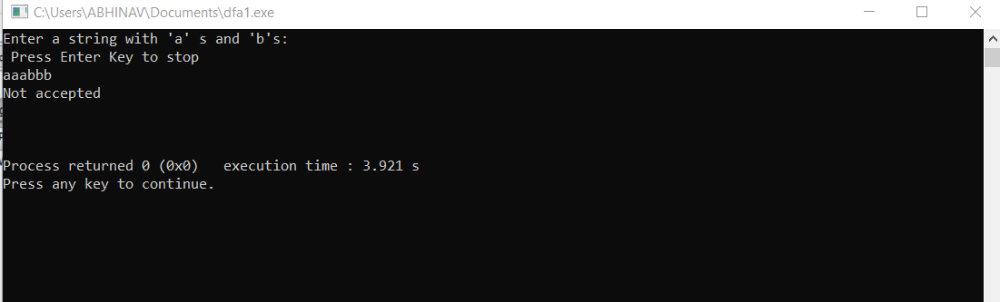 C:\Users\ABHINAV\Documents\dfa1.exe
Enter a string with 'a' s and 'b's:
Press Enter Key to stop
aaabbb
Not accepted
Process returned 0 (0x0)   execution time : 3.921 s
Press any key to continue.